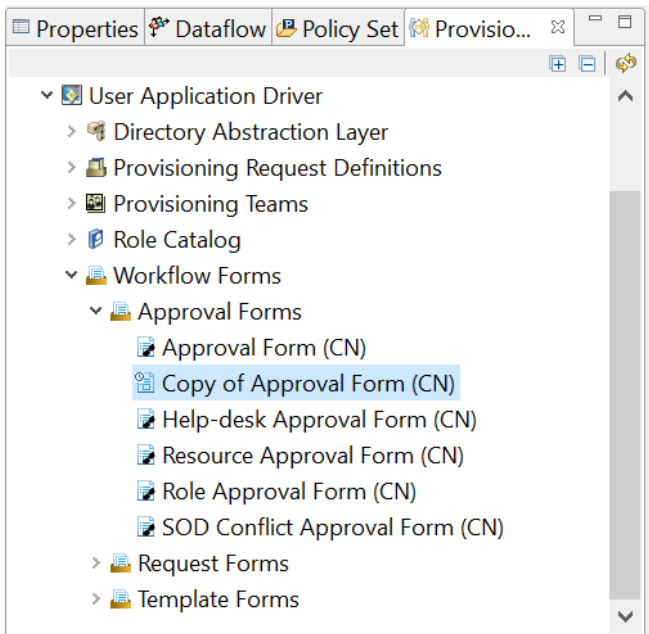 Properties Dataflow Policy Set Provisio...
User Application Driver
Directory Abstraction Layer
Provisioning Request Definitions
Provisioning Teams
Role Catalog
Workflow Forms
Approval Forms
Approval Form (CN)
Copy of Approval Form (CN)
Help-desk Approval Form (CN)
Resource Approval Form (CN)
Role Approval Form (CN)
SOD Conflict Approval Form (CN)
Request Forms
Template Forms